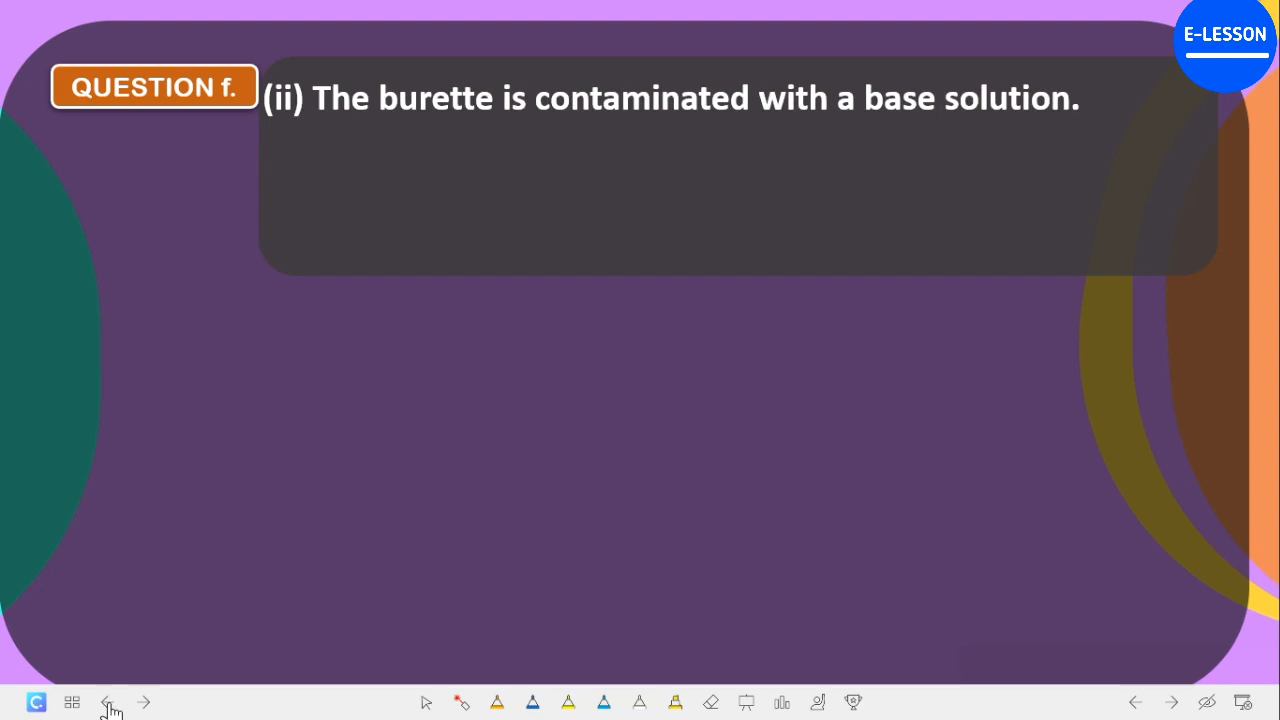 E-LESSON
QUESTION f.
(ii) The burette is contaminated with a base solution.